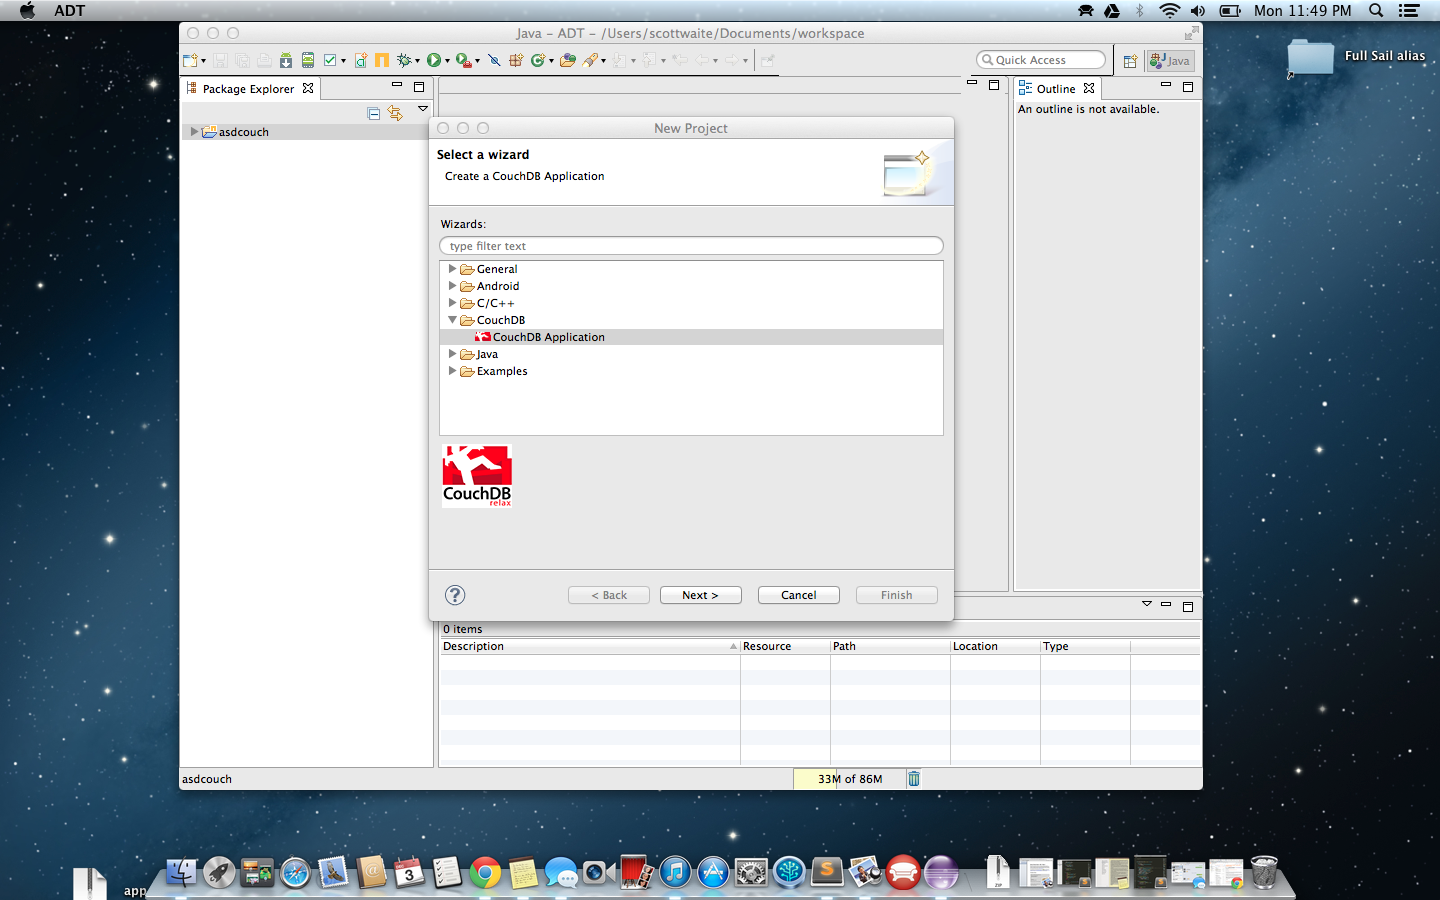 ADT
Mon 11:49 PM
Java – ADT – /Users/scottwaite/Documents/workspace
Quick Access
Java
Full Sail alias
Package Explorer
Outline
An outline is not available.
asdcouch
New Project
Select a wizard
Create a CouchDB Application
Wizards:
type filter text
General
Android
C/C++
CouchDB
CouchDB Application
Java
Examples
CouchDB
relax
?
< Back
Next >
Cancel
Finish
0 items
Description
Resource
Path
Location
Type
asdcouch
33M of 86M
app
3
ZIP